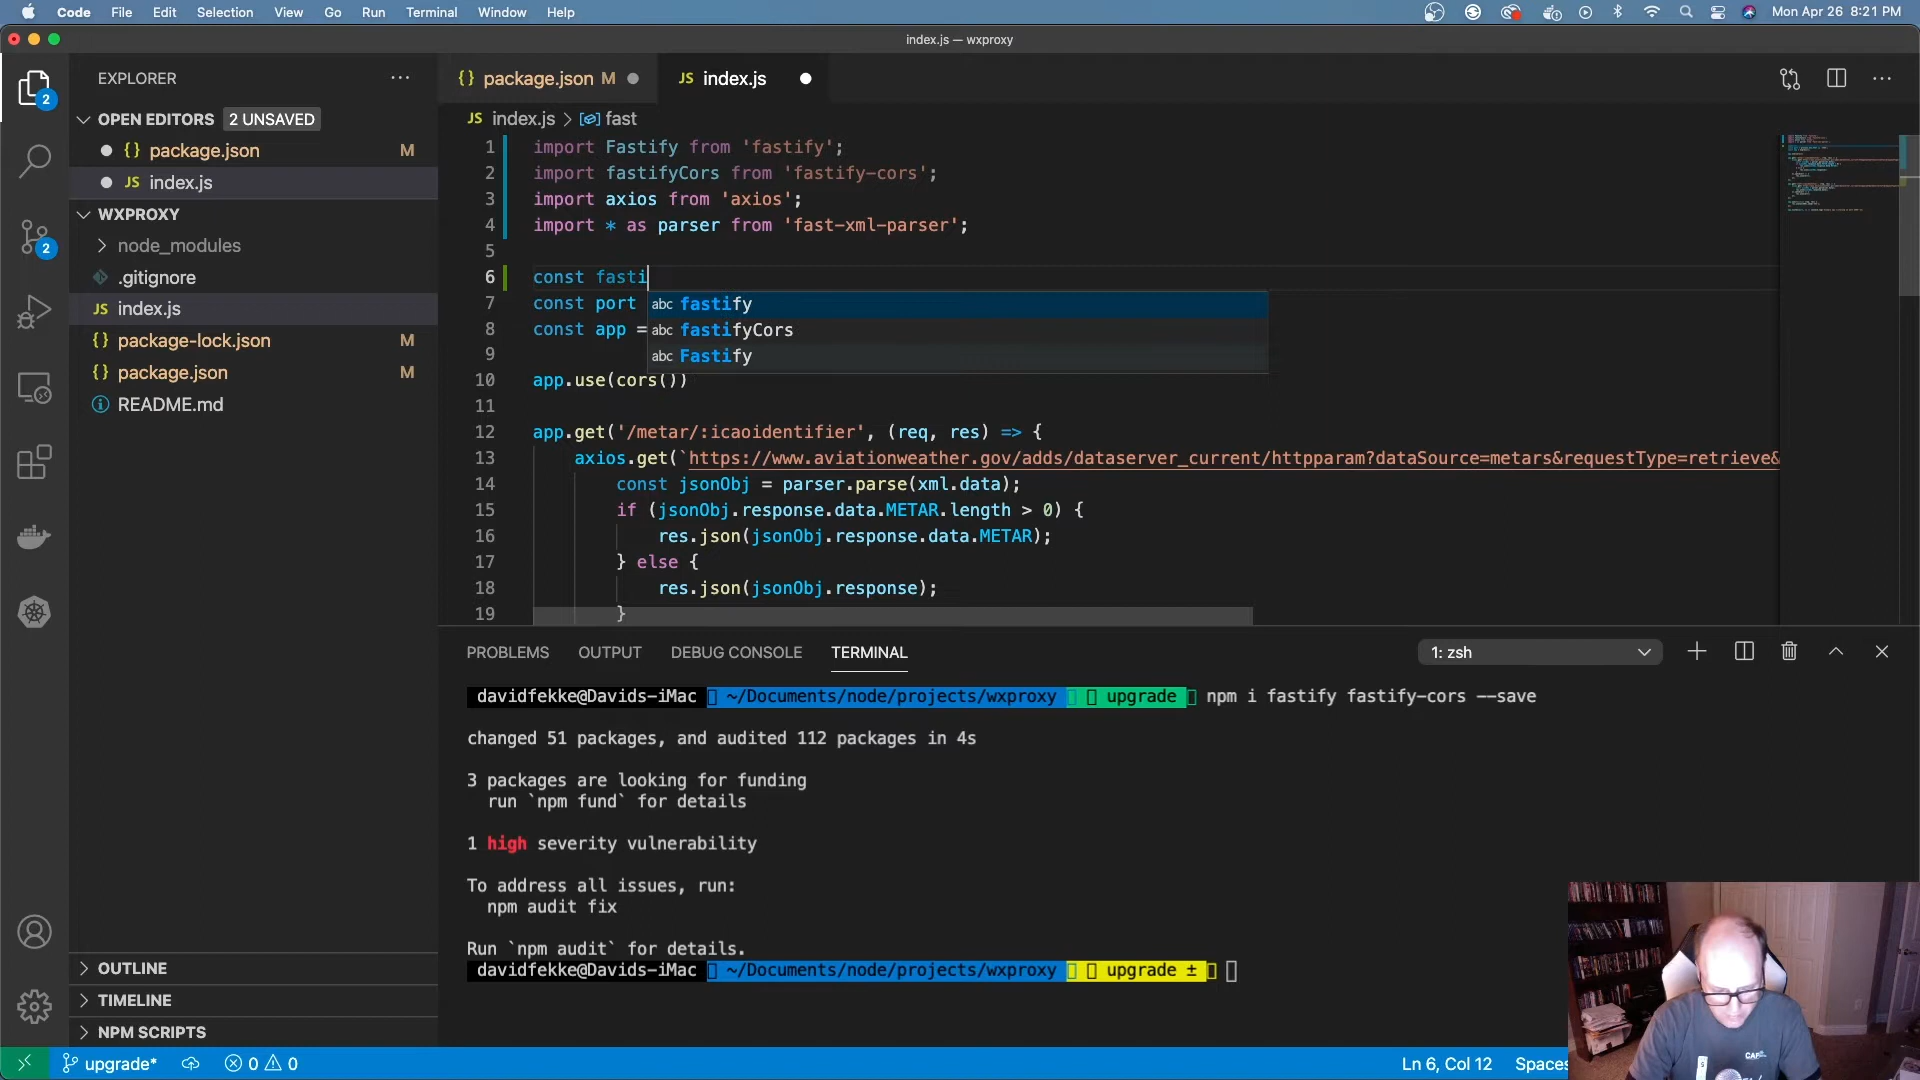 Code File Edit Selection View Go Run Terminal Window Help
Mon Apr 26 8:21 PM
index.js — wxproxy
EXPLORER
OPEN EDITORS 2 UNSAVED
package.json M
JS index.js
WXPROXY
node_modules
.gitignore
JS index.js
package-lock.json M
package.json M
README.md
OUTLINE
TIMELINE
NPM SCRIPTS
2
2
{} package.json M
JS index.js
JS index.js > fast
1 import Fastify from 'fastify';
2 import fastifyCors from 'fastify-cors';
3 import axios from 'axios';
4 import * as parser from 'fast-xml-parser';
5
6 const fasti
7 const port
8 const app =
abc fastify
abc fastifyCors
abc Fastify
9
10 app.use(cors())
11
12 app.get('/metar/:icaoidentifier', (req, res) => {
13 axios.get(`https://www.aviationweather.gov/adds/dataserver_current/httpparam?dataSource=metars&requestType=retrieve&
14 const jsonObj = parser.parse(xml.data);
15 if (jsonObj.response.data.METAR.length > 0) {
16 res.json(jsonObj.response.data.METAR);
17 } else {
18 res.json(jsonObj.response);
19 }
PROBLEMS OUTPUT DEBUG CONSOLE TERMINAL
1: zsh
davidfekke@Davids-iMac ~/Documents/node/projects/wxproxy upgrade npm i fastify fastify-cors --save
changed 51 packages, and audited 112 packages in 4s
3 packages are looking for funding
run `npm fund` for details
1 high severity vulnerability
To address all issues, run:
npm audit fix
Run `npm audit` for details.
davidfekke@Davids-iMac ~/Documents/node/projects/wxproxy upgrade ±
upgrade* 0 0
Ln 6, Col 12 Spaces
CAP